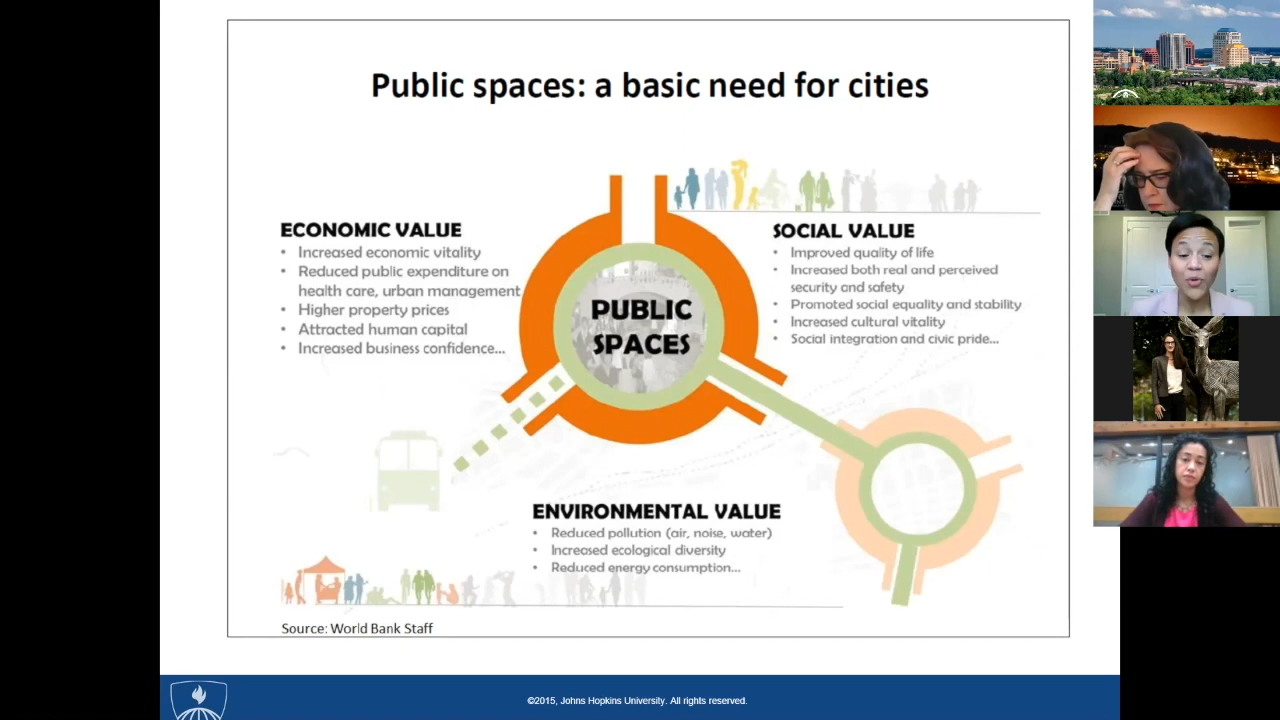 Public spaces: a basic need for cities
ECONOMIC VALUE
• Increased economic vitality
• Reduced public expenditure on
health care, urban management
• Higher property prices
• Attracted human capital
• Increased business confidence...
PUBLIC
SPACES
SOCIAL VALUE
• Improved quality of life
• Increased both real and perceived
security and safety
• Promoted social equality and stability
• Increased cultural vitality
• Social integration and civic pride...
ENVIRONMENTAL VALUE
• Reduced pollution (air, noise, water)
• Increased ecological diversity
• Reduced energy consumption...
Source: World Bank Staff
©2015, Johns Hopkins University. All rights reserved.